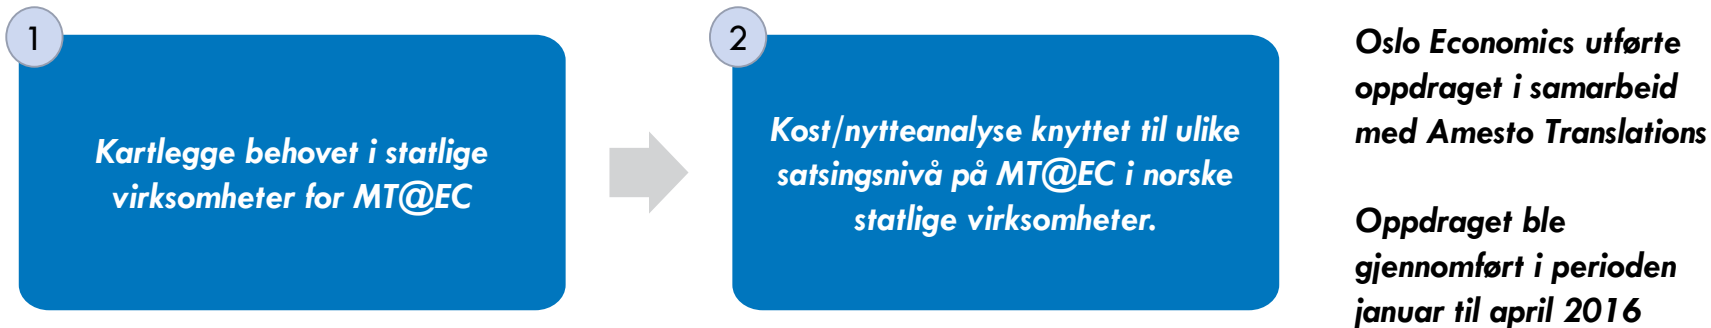 1
Kartlegge behovet i statlige
virksomheter for MT@EC
2
Kost/nytteanalyse knyttet til ulike
satsingsnivå på MT@EC i norske
statlige virksomheter.
Oslo Economics utførte
oppdraget i samarbeid
med Amesto Translations
Oppdraget ble
gjennomført i perioden
januar til april 2016